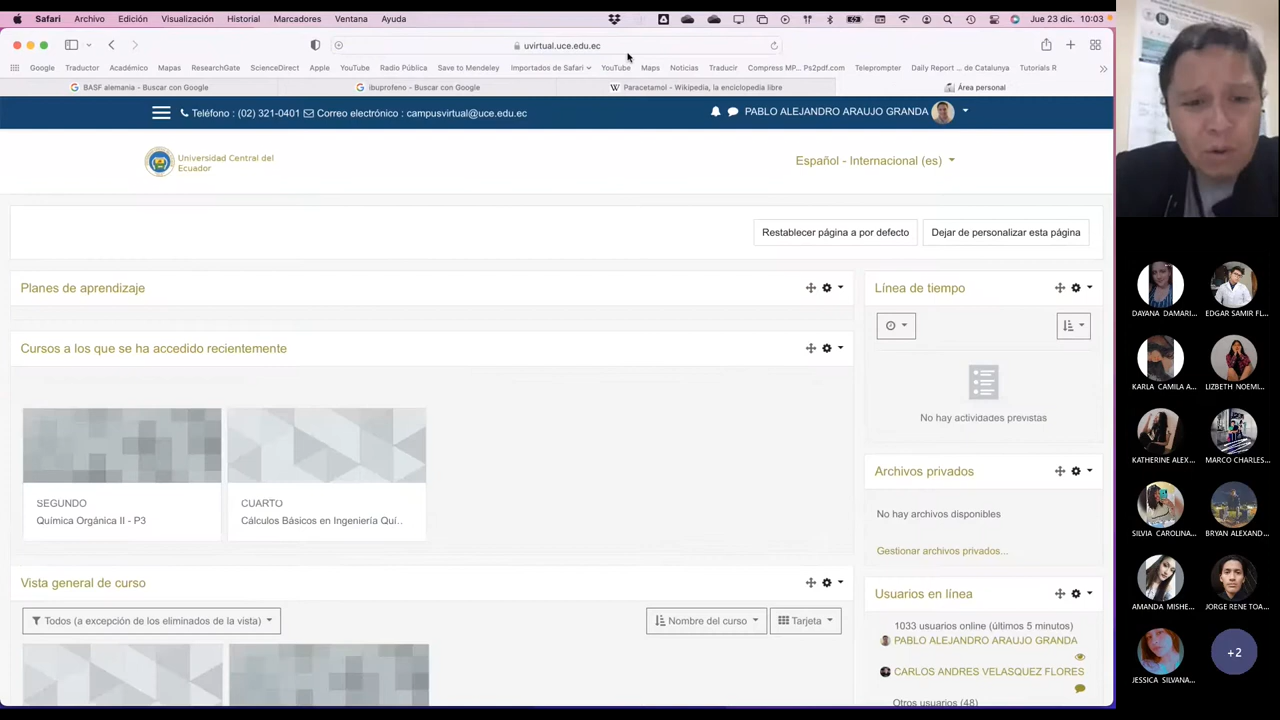 Safari Archivo Edición Visualización Historial Marcadores Ventana Ayuda Jue 23 dic. 10:03
uvirtual.uce.edu.ec
Google Traductor Académico Mapas ResearchGate ScienceDirect Apple YouTube Radio Pública Save to Mendeley Importados de Safari YouTube Maps Noticias Traducir Compress MP... Ps2pdf.com Teleprompter Daily Report ... de Catalunya Tutorials R
BASF alemania - Buscar con Google ibuprofeno - Buscar con Google Paracetamol - Wikipedia, la enciclopedia libre Área personal
Teléfono : (02) 321-0401 Correo electrónico : campusvirtual@uce.edu.ec PABLO ALEJANDRO ARAUJO GRANDA
Universidad Central del
Ecuador
Español - Internacional (es)
Restablecer página a por defecto Dejar de personalizar esta página
Planes de aprendizaje
Línea de tiempo
Cursos a los que se ha accedido recientemente
No hay actividades previstas
SEGUNDO
Química Orgánica II - P3
CUARTO
Cálculos Básicos en Ingeniería Quí..
Archivos privados
No hay archivos disponibles
Gestionar archivos privados...
Vista general de curso
Todos (a excepción de los eliminados de la vista) Nombre del curso Tarjeta
Usuarios en línea
1033 usuarios online (últimos 5 minutos)
PABLO ALEJANDRO ARAUJO GRANDA
CARLOS ANDRES VELASQUEZ FLORES
Otros usuarios (48)
DAYANA DAMARI... EDGAR SAMIR FL...
KARLA CAMILA A... LIZBETH NOEMI...
KATHERINE ALEX... MARCO CHARLES...
SILVIA CAROLINA... BRYAN ALEXAND...
AMANDA MISHE... JORGE RENE TOA...
JESSICA SILVANA... +2